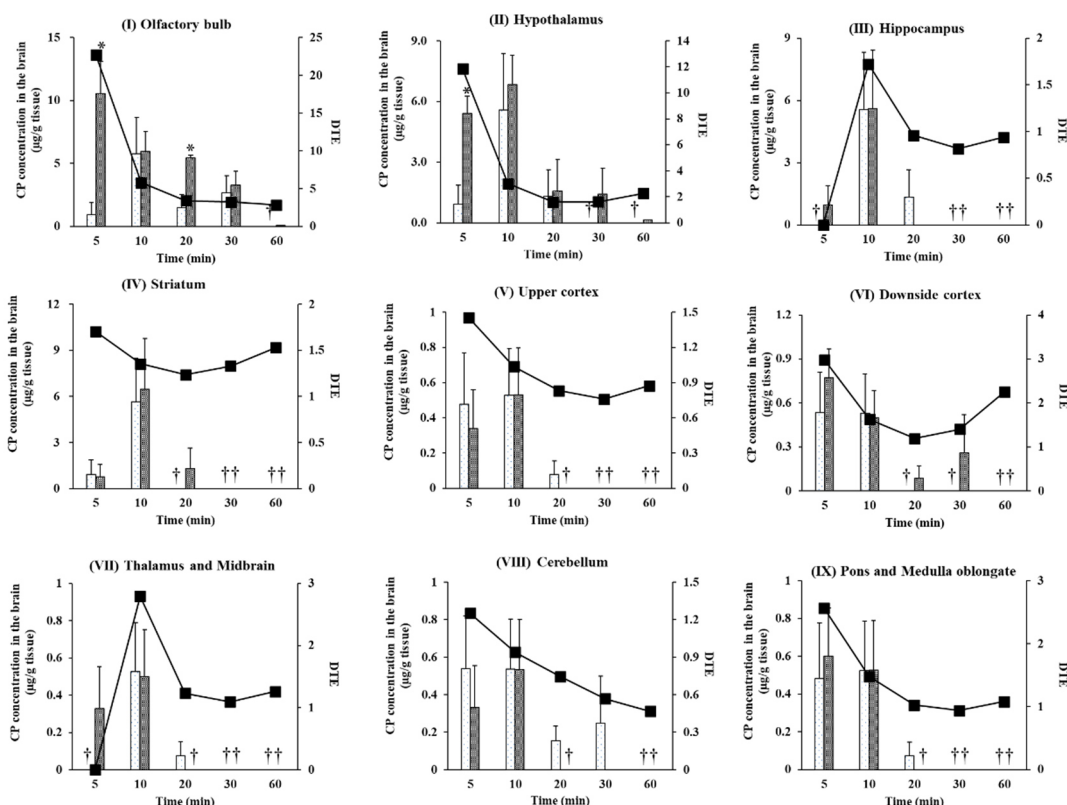 (I) Olfactory bulb
CP concentration in the brain
(μg/g tissue)
15
10
5
0
*
*
†
25
20
15
10
5
0
DTE
5 10 20 30 60
Time (min)
(II) Hypothalamus
CP concentration in the brain
(μg/g tissue)
9.0
6.0
3.0
0.0
*
†
†
14
12
10
8
6
4
2
0
DTE
5 10 20 30 60
Time (min)
(III) Hippocampus
CP concentration in the brain
(μg/g tissue)
9
6
3
0
†
††
††
2
1.5
1
0.5
0
DTE
5 10 20 30 60
Time (min)
(IV) Striatum
CP concentration in the brain
(μg/g tissue)
12
9
6
3
0
†
††
††
2
1.5
1
0.5
0
DTE
5 10 20 30 60
Time (min)
(V) Upper cortex
CP concentration in the brain
(μg/g tissue)
1
0.8
0.6
0.4
0.2
0
†
††
††
1.5
1.2
0.9
0.6
0.3
0
DTE
5 10 20 30 60
Time (min)
(VI) Downside cortex
CP concentration in the brain
(μg/g tissue)
1.2
0.9
0.6
0.3
0
†
†
††
4
3
2
1
0
DTE
5 10 20 30 60
Time (min)
(VII) Thalamus and Midbrain
CP concentration in the brain
(μg/g tissue)
1
0.8
0.6
0.4
0.2
0
†
†
††
††
3
2
1
0
DTE
5 10 20 30 60
Time (min)
(VIII) Cerebellum
CP concentration in the brain
(μg/g tissue)
1
0.8
0.6
0.4
0.2
0
†
††
1.5
1.2
0.9
0.6
0.3
0
DTE
5 10 20 30 60
Time (min)
(IX) Pons and Medulla oblongate
CP concentration in the brain
(μg/g tissue)
1
0.8
0.6
0.4
0.2
0
†
††
††
3
2
1
0
DTE
5 10 20 30 60
Time (min)